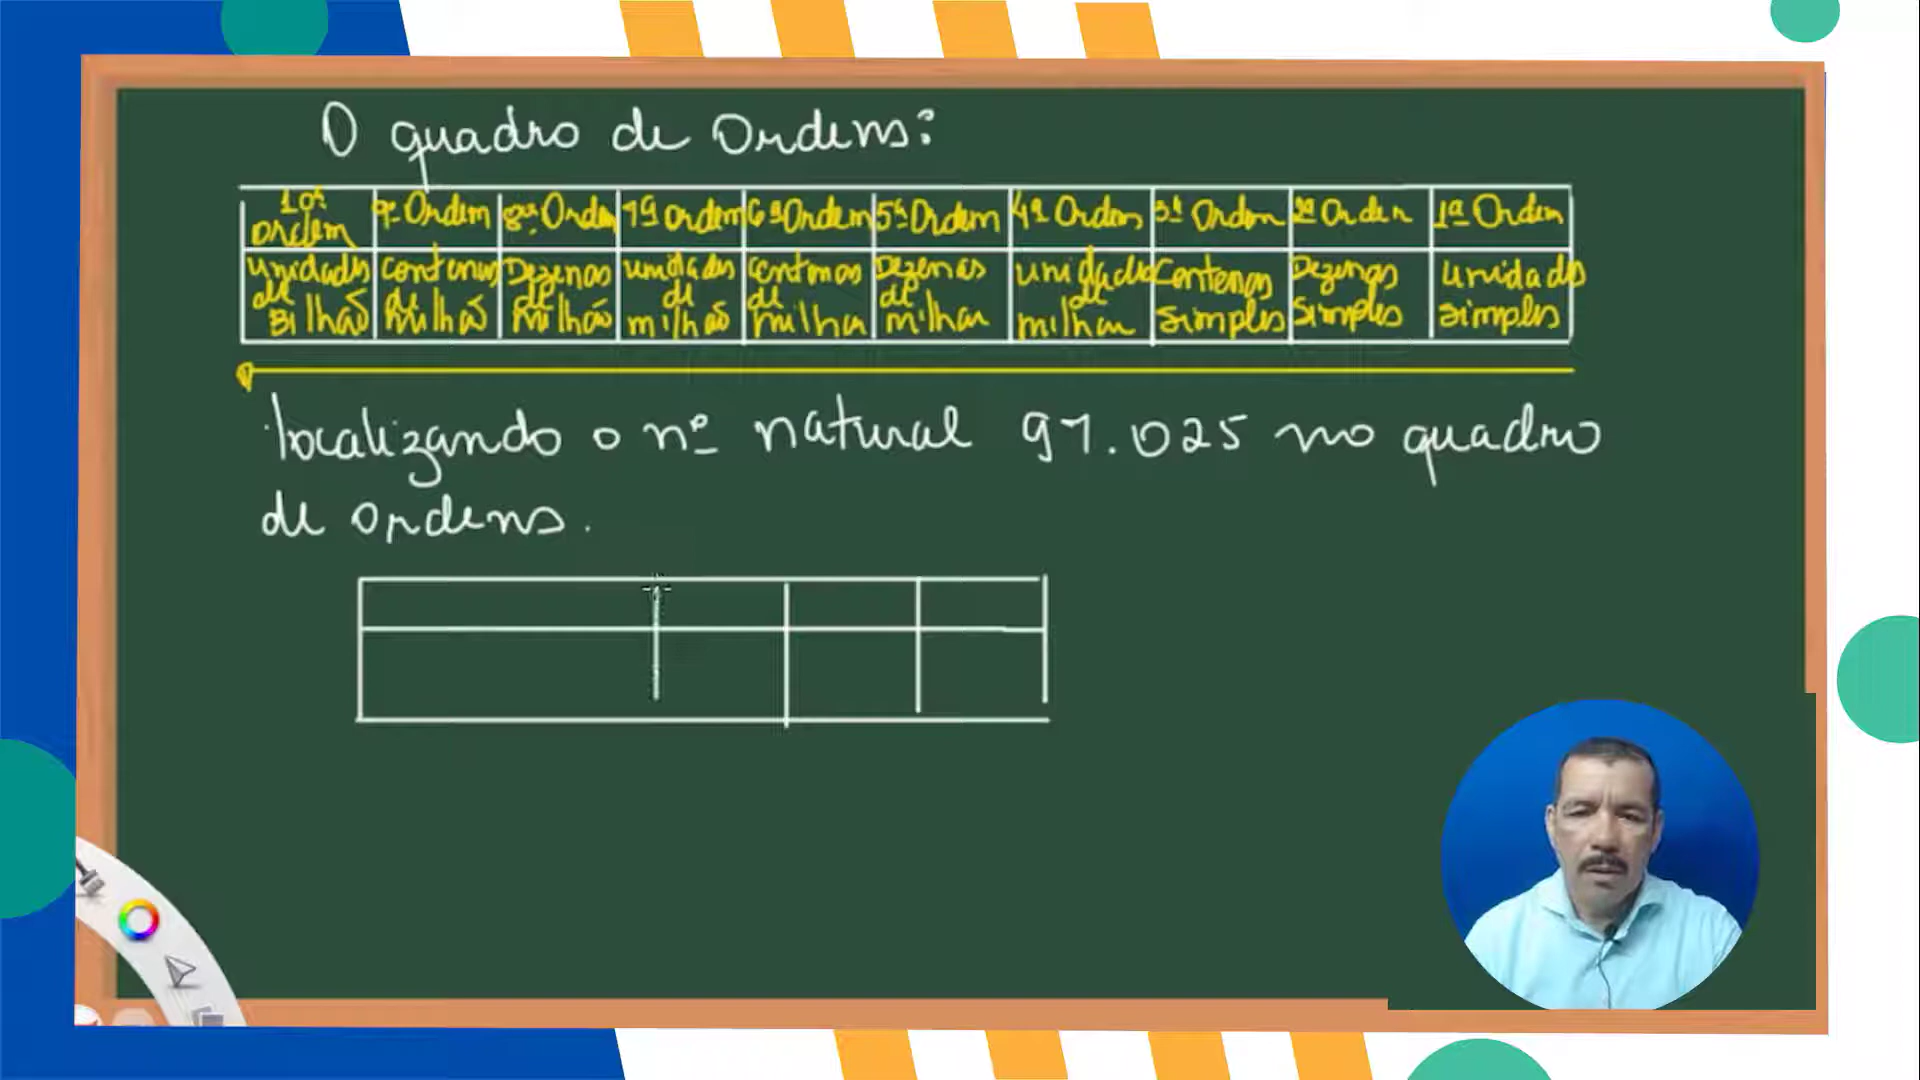 O quadro de Ordens:
10ª Ordem 9ª Ordem 8ª Ordem 7ª Ordem 6ª Ordem 5ª Ordem 4ª Ordem 3ª Ordem 2ª Ordem 1ª Ordem
unidades de Bilhão centenas de Milhão Dezenas de Milhão unidades de milhão centenas de milhar Dezenas de milhar unidade de milhar Centenas simples Dezenas simples unidades simples
localizando o nº natural 97.025 no quadro
de ordens.